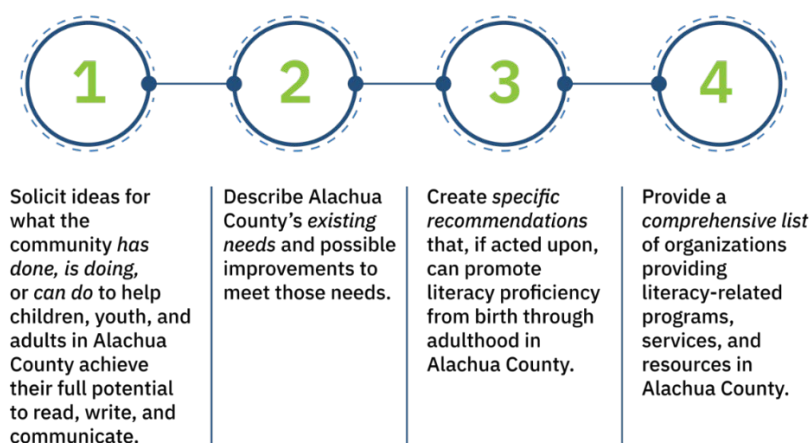 1
2
3
4
Solicit ideas for
what the
community has
done, is doing,
or can do to help
children, youth, and
adults in Alachua
County achieve
their full potential
to read, write, and
communicate.
Describe Alachua
County's existing
needs and possible
improvements to
meet those needs.
Create specific
recommendations
that, if acted upon,
can promote
literacy proficiency
from birth through
adulthood in
Alachua County.
Provide a
comprehensive list
of organizations
providing
literacy-related
programs,
services, and
resources in
Alachua County.